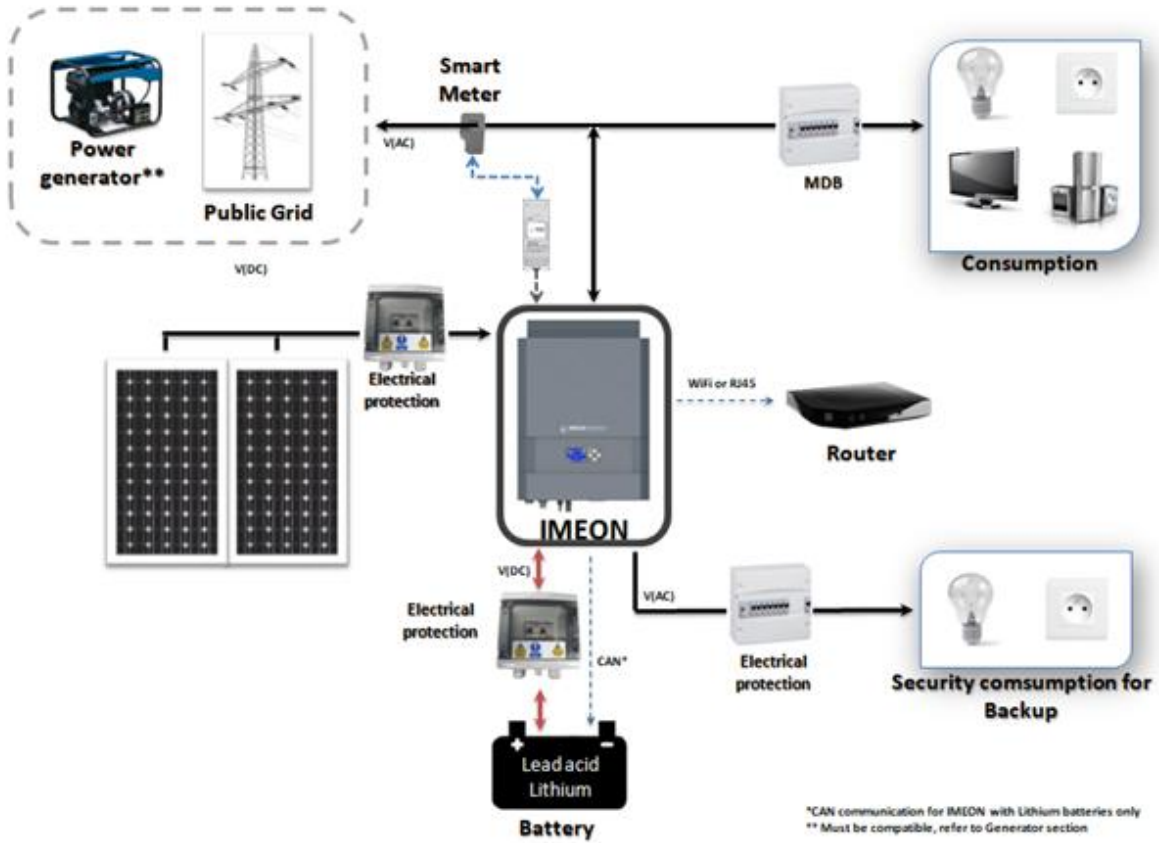 Power
generator**
Public Grid
Smart
Meter
V(AC)
MDB
Consumption
V(DC)
Electrical
protection
WiFi or RJ45
Router
IMEON
V(DC)
Electrical
protection
CAN*
V(AC)
Electrical
protection
Security comsumption for
Backup
+ –
Lead acid
Lithium
Battery
*CAN communication for IMEON with Lithium batteries only
** Must be compatible, refer to Generator section